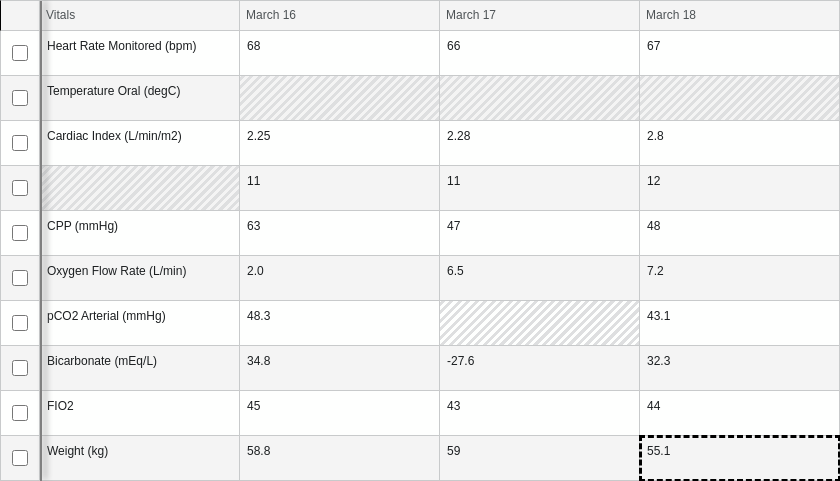 Vitals March 16 March 17 March 18
Heart Rate Monitored (bpm) 68 66 67
Temperature Oral (degC)
Cardiac Index (L/min/m2) 2.25 2.28 2.8
11 11 12
CPP (mmHg) 63 47 48
Oxygen Flow Rate (L/min) 2.0 6.5 7.2
pCO2 Arterial (mmHg) 48.3 43.1
Bicarbonate (mEq/L) 34.8 -27.6 32.3
FIO2 45 43 44
Weight (kg) 58.8 59 55.1